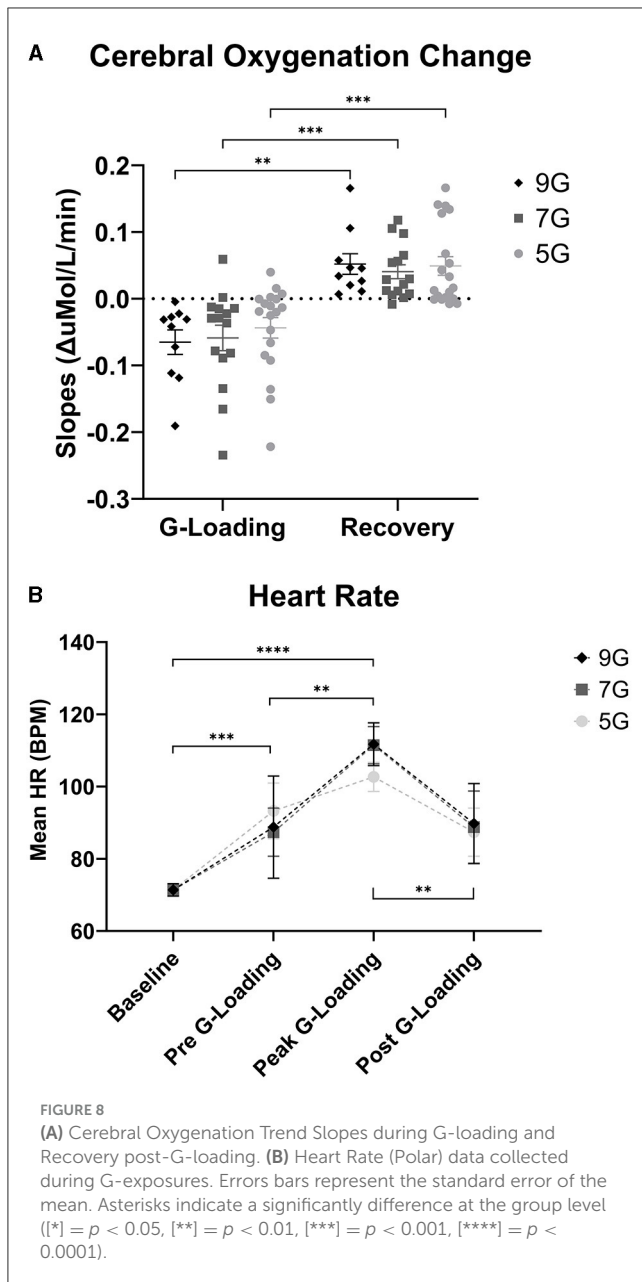 A Cerebral Oxygenation Change
***
***
**
0.2
0.1
0.0
-0.1
-0.2
-0.3
Slopes (ΔuMol/L/min)
9G
7G
5G
G-Loading Recovery
B Heart Rate
****
**
***
**
140
120
100
80
60
Mean HR (BPM)
9G
7G
5G
Baseline
Pre G-Loading
Peak G-Loading
Post G-Loading
FIGURE 8
(A) Cerebral Oxygenation Trend Slopes during G-loading and
Recovery post-G-loading. (B) Heart Rate (Polar) data collected
during G-exposures. Errors bars represent the standard error of the
mean. Asterisks indicate a significantly difference at the group level
([*] = p < 0.05, [**] = p < 0.01, [***] = p < 0.001, [****] = p <
0.0001).